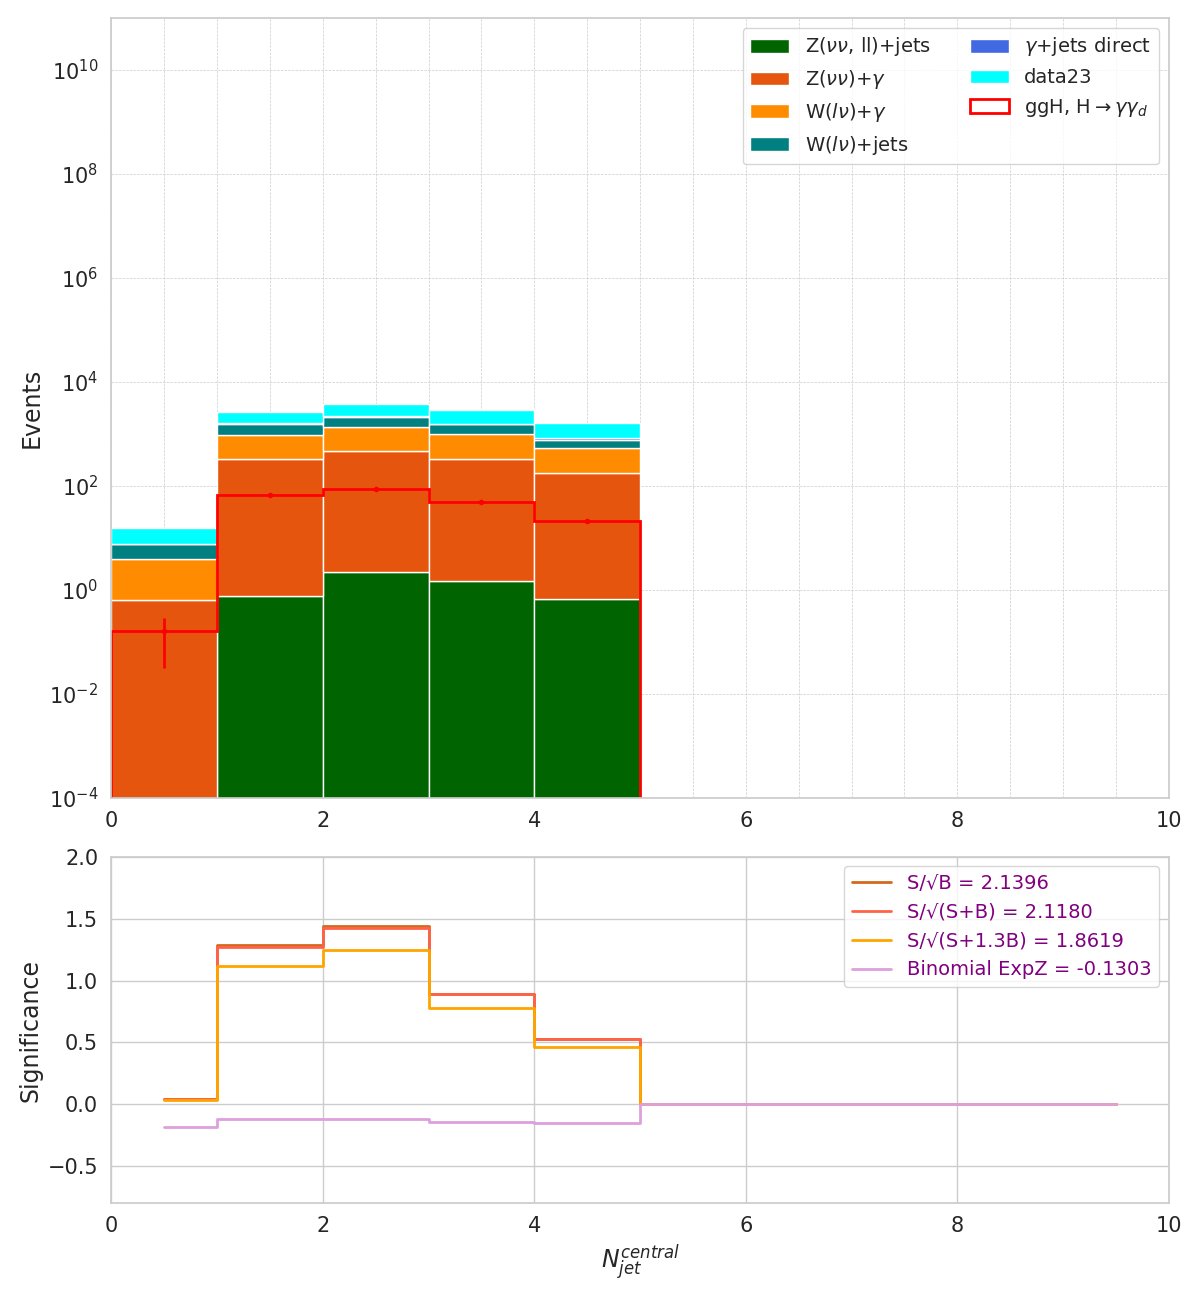 Z(νν, ll)+jets
Z(νν)+γ
W(lν)+γ
W(lν)+jets
γ+jets direct
data23
ggH, H→γγ_d
10^10
10^8
10^6
10^4
10^2
10^0
10^−2
10^−4
Events
0 2 4 6 8 10
S/√B = 2.1396
S/√(S+B) = 2.1180
S/√(S+1.3B) = 1.8619
Binomial ExpZ = -0.1303
2.0
1.5
1.0
0.5
0.0
−0.5
Significance
0 2 4 6 8 10
N_jet^central